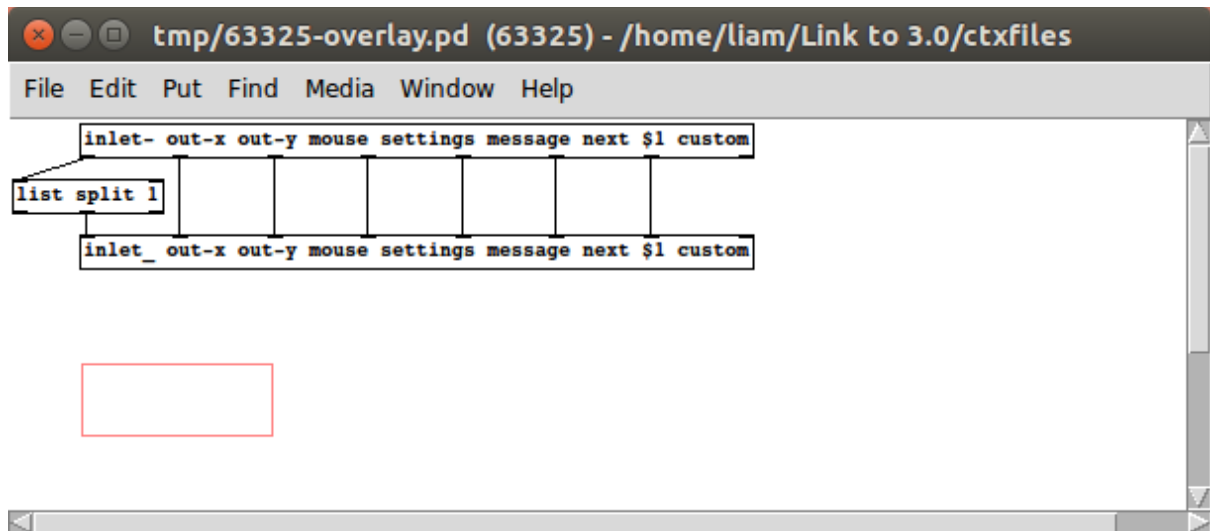 tmp/63325-overlay.pd (63325) - /home/liam/Link to 3.0/ctxfiles
File Edit Put Find Media Window Help
inlet- out-x out-y mouse settings message next $1 custom
list split 1
inlet_ out-x out-y mouse settings message next $1 custom